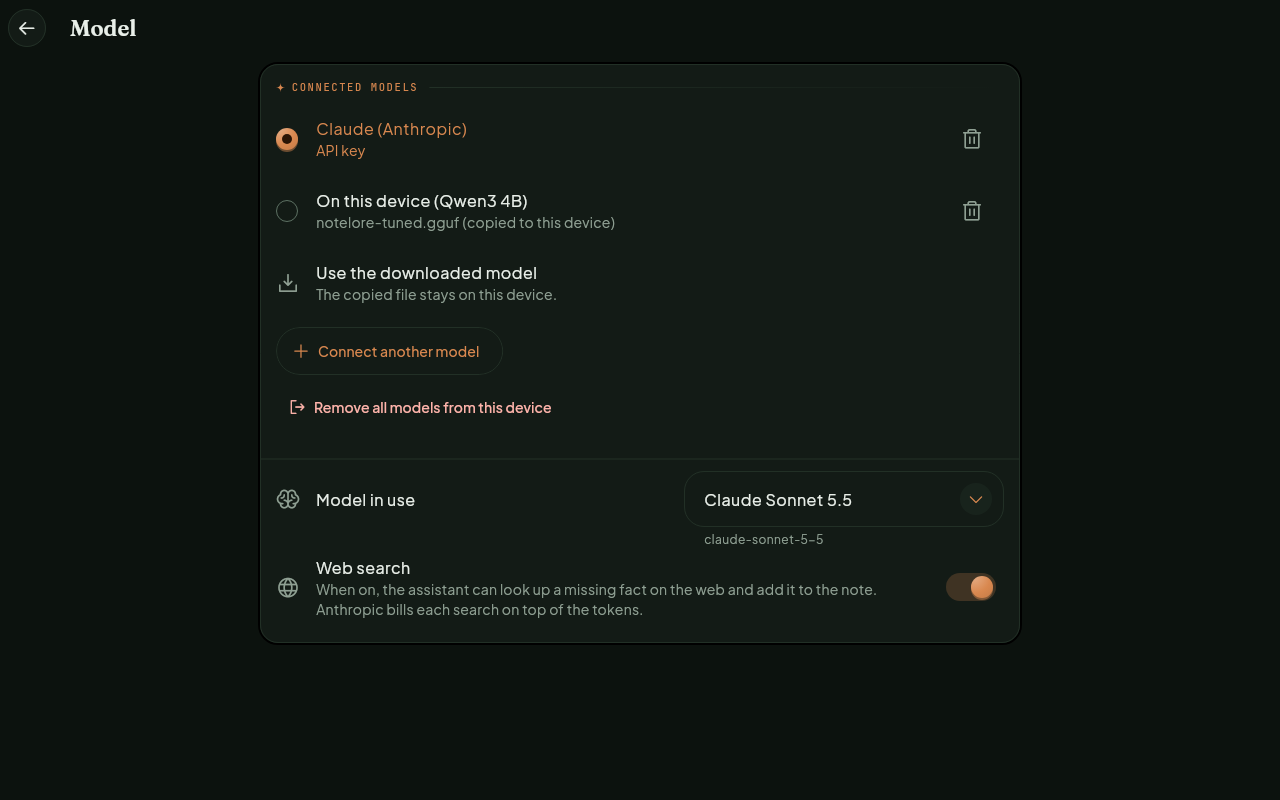 Model
CONNECTED MODELS
Claude (Anthropic)
API key
On this device (Qwen3 4B)
notelore-tuned.gguf (copied to this device)
Use the downloaded model
The copied file stays on this device.
Connect another model
Remove all models from this device
Model in use
Claude Sonnet 5.5
claude-sonnet-5-5
Web search
When on, the assistant can look up a missing fact on the web and add it to the note.
Anthropic bills each search on top of the tokens.